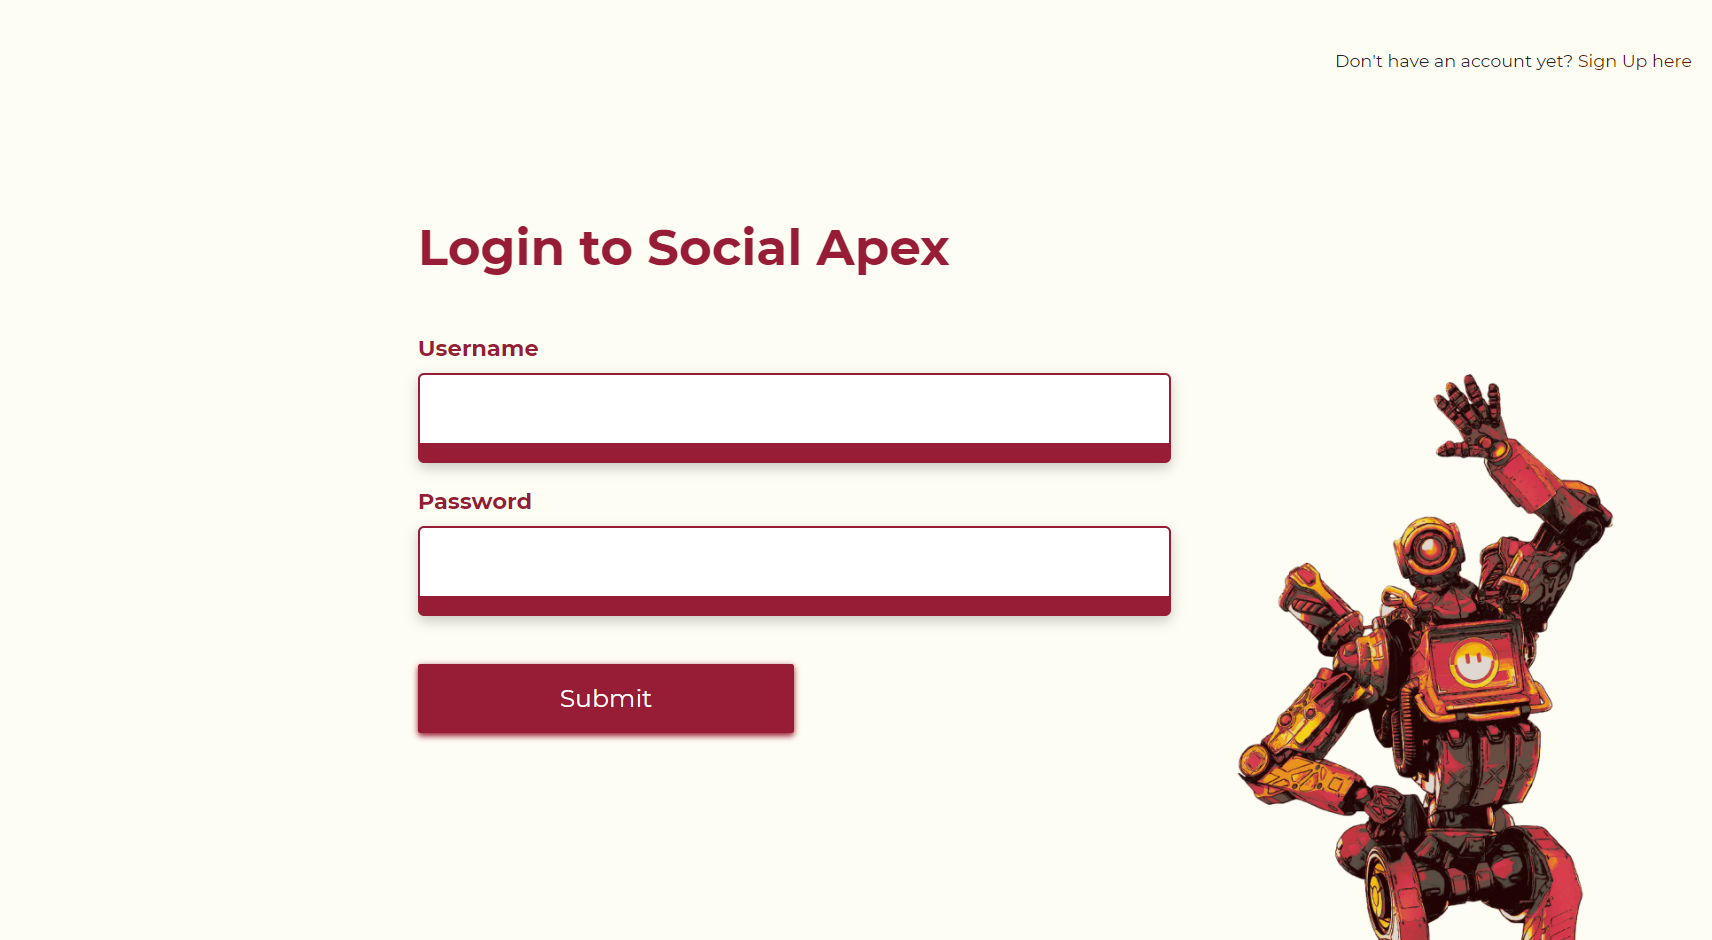 Don't have an account yet? Sign Up here
Login to Social Apex
Username
Password
Submit